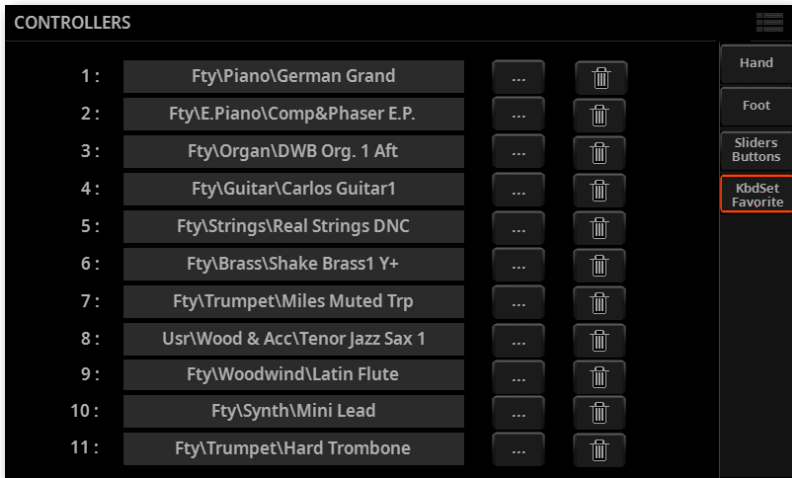 CONTROLLERS
1 : Fty\Piano\German Grand ...
2 : Fty\E.Piano\Comp&Phaser E.P. ...
3 : Fty\Organ\DWB Org. 1 Aft ...
4 : Fty\Guitar\Carlos Guitar1 ...
5 : Fty\Strings\Real Strings DNC ...
6 : Fty\Brass\Shake Brass1 Y+ ...
7 : Fty\Trumpet\Miles Muted Trp ...
8 : Usr\Wood & Acc\Tenor Jazz Sax 1 ...
9 : Fty\Woodwind\Latin Flute ...
10 : Fty\Synth\Mini Lead ...
11 : Fty\Trumpet\Hard Trombone ...
Hand
Foot
Sliders
Buttons
KbdSet
Favorite